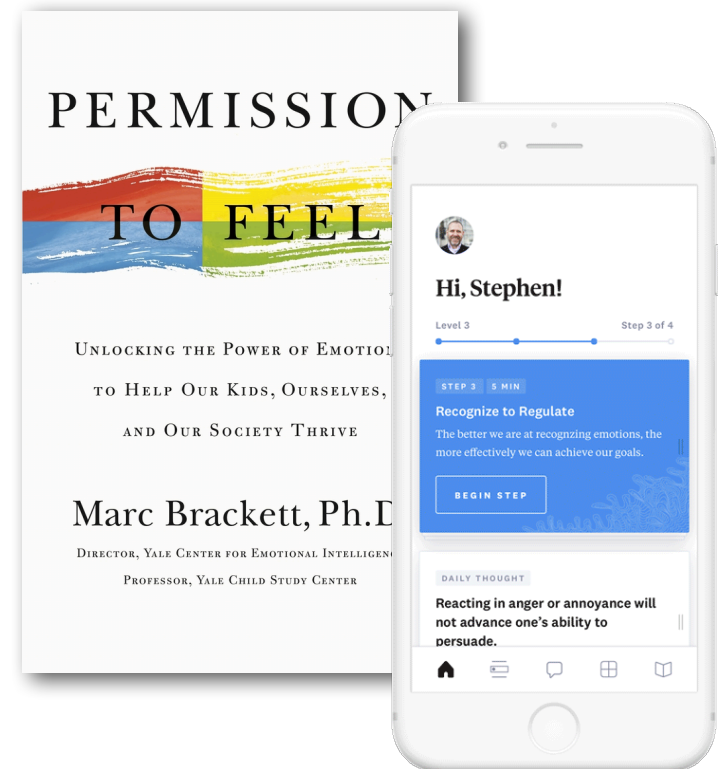 PERMISSION
TO FEEL
UNLOCKING THE POWER OF EMOTION
TO HELP OUR KIDS, OURSELVES,
AND OUR SOCIETY THRIVE
Marc Brackett, Ph.D
DIRECTOR, YALE CENTER FOR EMOTIONAL INTELLIGENC
PROFESSOR, YALE CHILD STUDY CENTER
Hi, Stephen!
Level 3 Step 3 of 4
STEP 3 5 MIN
Recognize to Regulate
The better we are at recognzing emotions, the
more effectively we can achieve our goals.
BEGIN STEP
DAILY THOUGHT
Reacting in anger or annoyance will
not advance one's ability to
persuade.